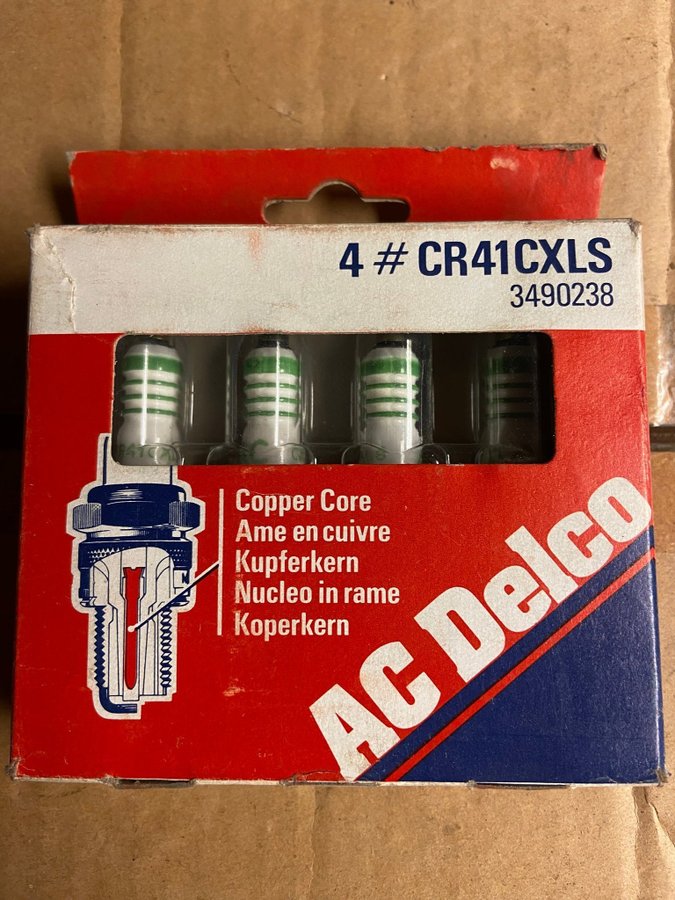 4 # CR41CXLS
3490238
Copper Core
Ame en cuivre
Kupferkern
Nucleo in rame
Koperkern
AC Delco